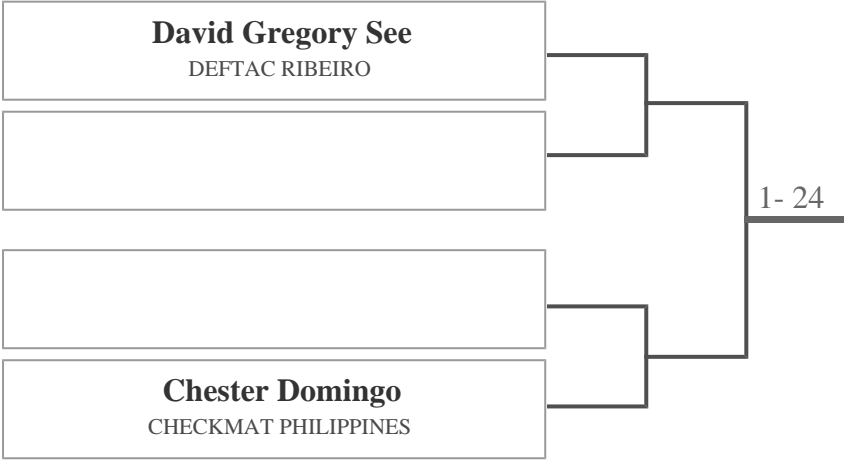 David Gregory See
DEFTAC RIBEIRO
1- 24
Chester Domingo
CHECKMAT PHILIPPINES